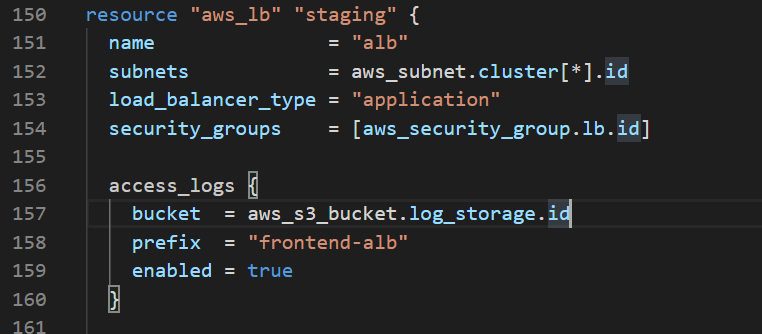 150 resource "aws_lb" "staging" {
151   name               = "alb"
152   subnets            = aws_subnet.cluster[*].id
153   load_balancer_type = "application"
154   security_groups    = [aws_security_group.lb.id]
155
156   access_logs {
157     bucket  = aws_s3_bucket.log_storage.id
158     prefix  = "frontend-alb"
159     enabled = true
160   }
161